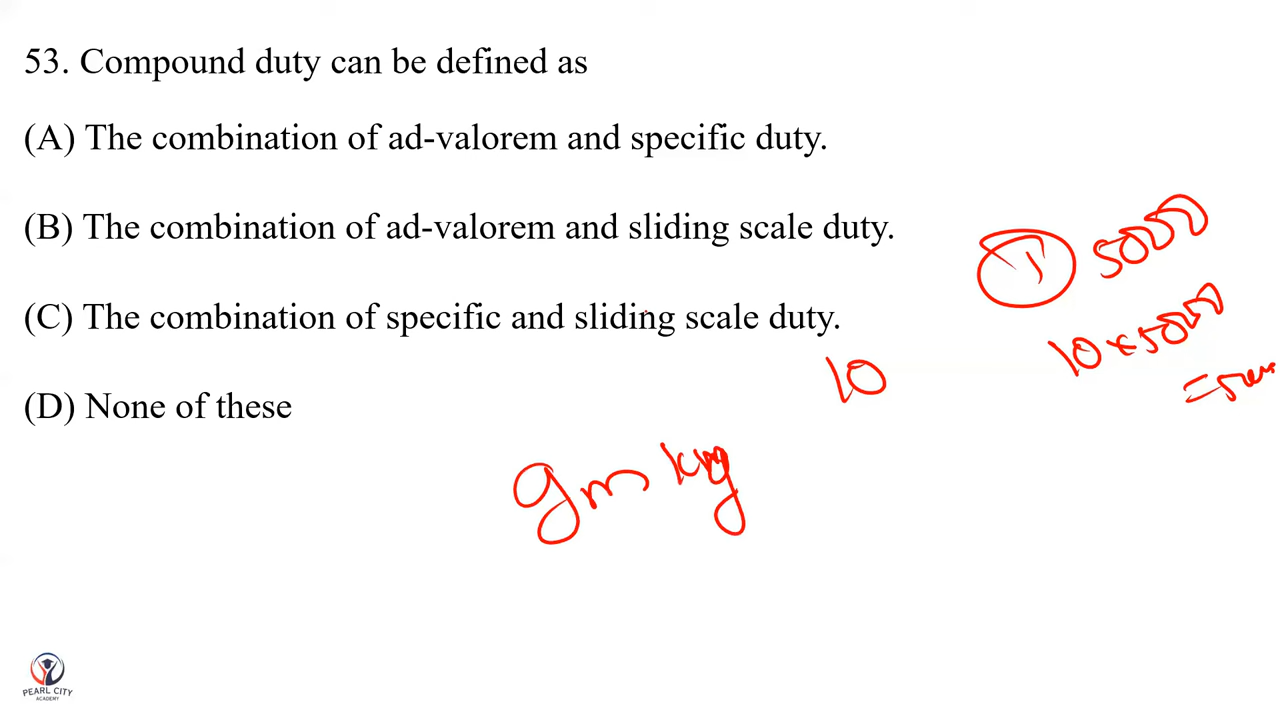 53. Compound duty can be defined as
(A) The combination of ad-valorem and specific duty.
(B) The combination of ad-valorem and sliding scale duty.
1 5000
(C) The combination of specific and sliding scale duty.
10 × 5000
10
(D) None of these
gm kg
PEARL CITY
ACADEMY